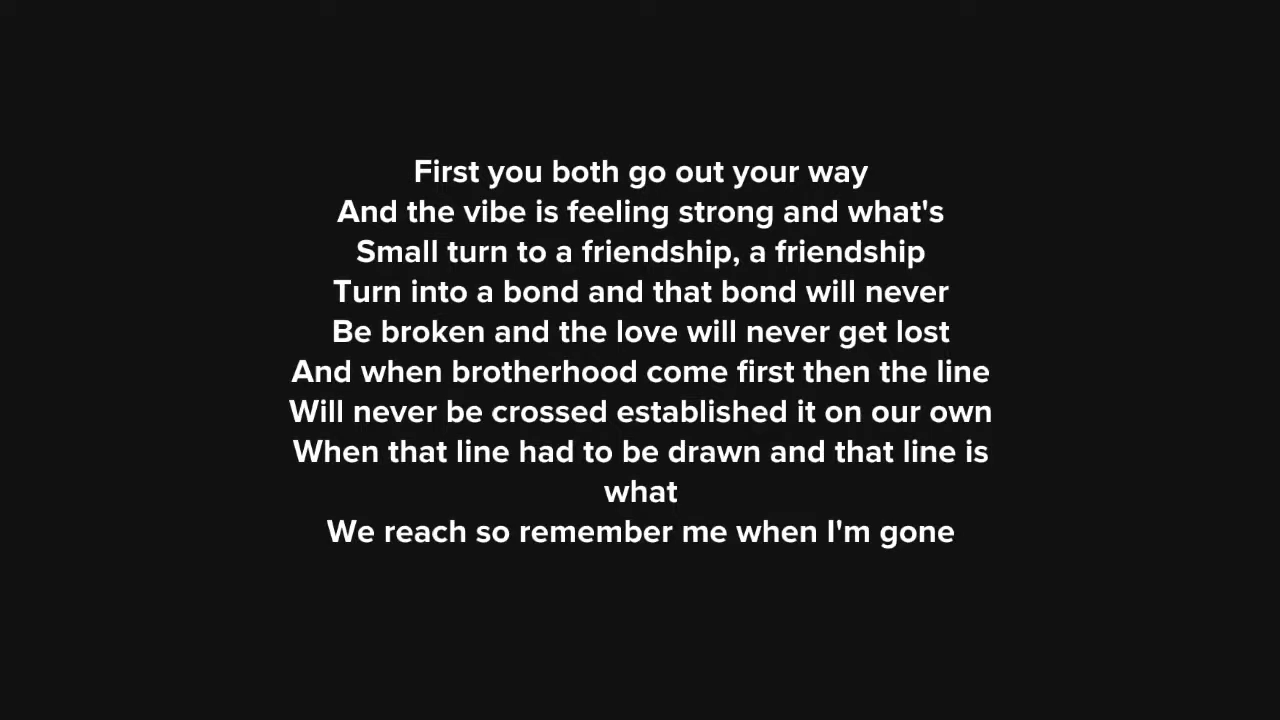 First you both go out your way
And the vibe is feeling strong and what's
Small turn to a friendship, a friendship
Turn into a bond and that bond will never
Be broken and the love will never get lost
And when brotherhood come first then the line
Will never be crossed established it on our own
When that line had to be drawn and that line is
what
We reach so remember me when I'm gone